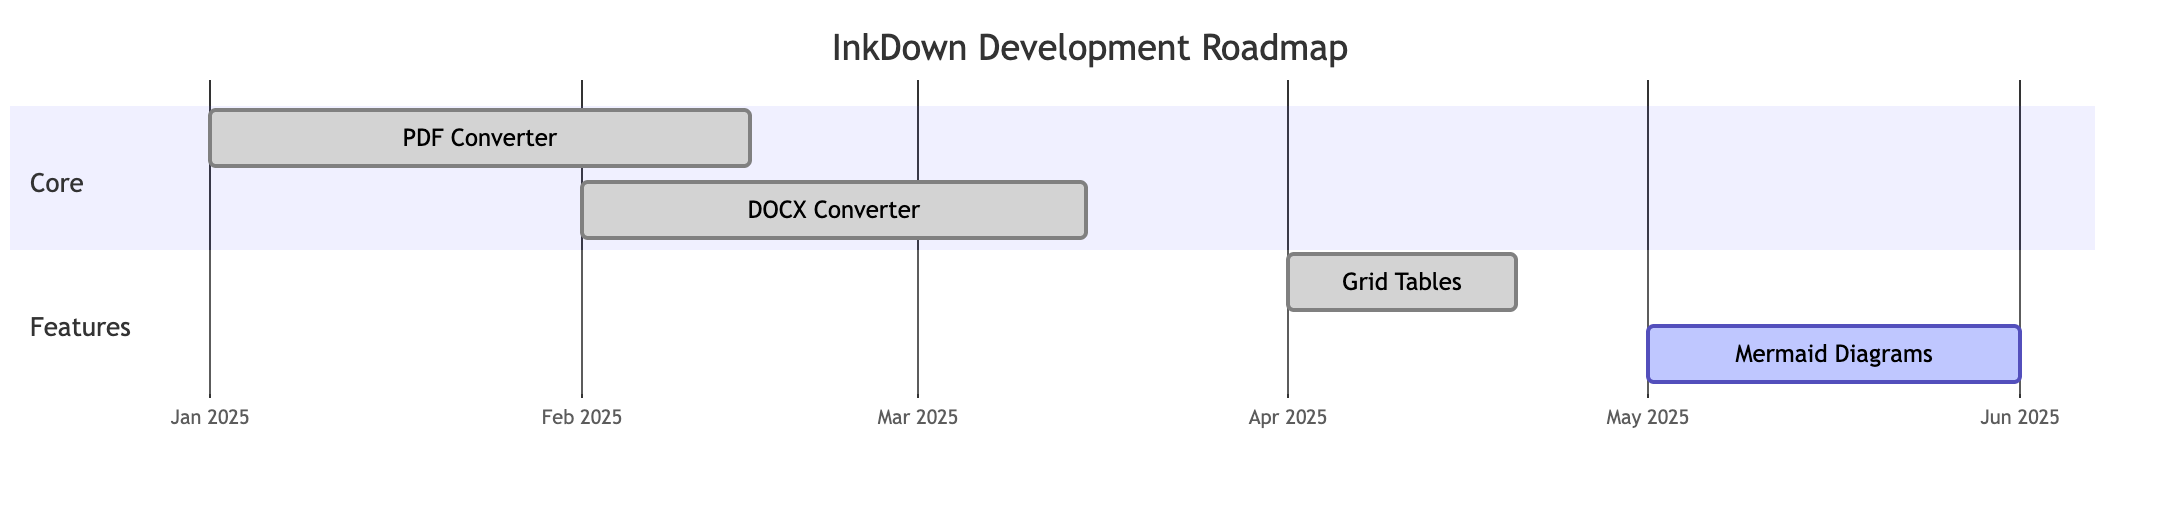 InkDown Development Roadmap
PDF Converter
Core
DOCX Converter
Grid Tables
Features
Mermaid Diagrams
Jan 2025
Feb 2025
Mar 2025
Apr 2025
May 2025
Jun 2025